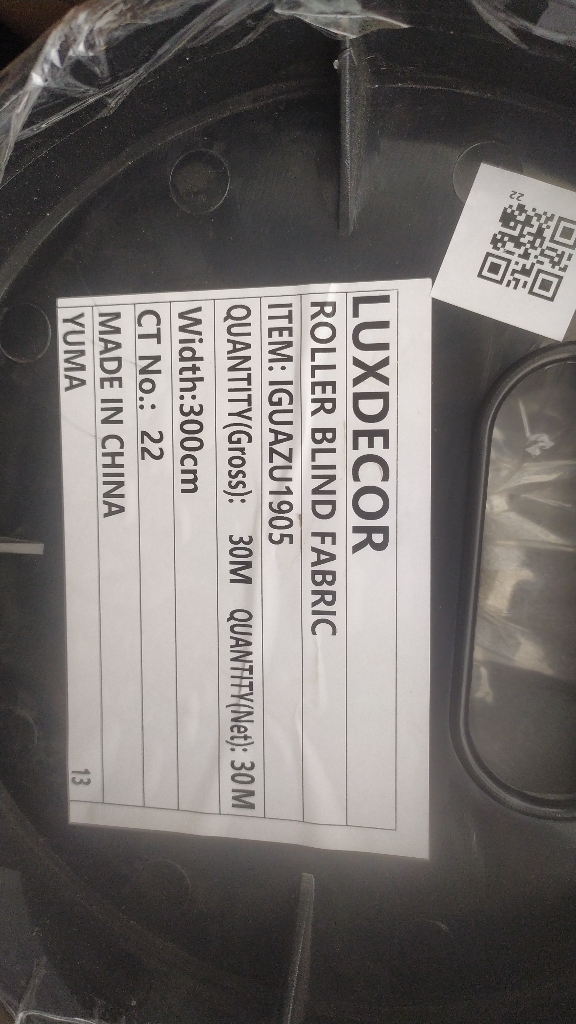 LUXDECOR
ROLLER BLIND FABRIC
ITEM: IGUAZU1905
QUANTITY(Gross): 30M QUANTITY(Net): 30M
Width:300cm
CT No.: 22
MADE IN CHINA
YUMA 13
22